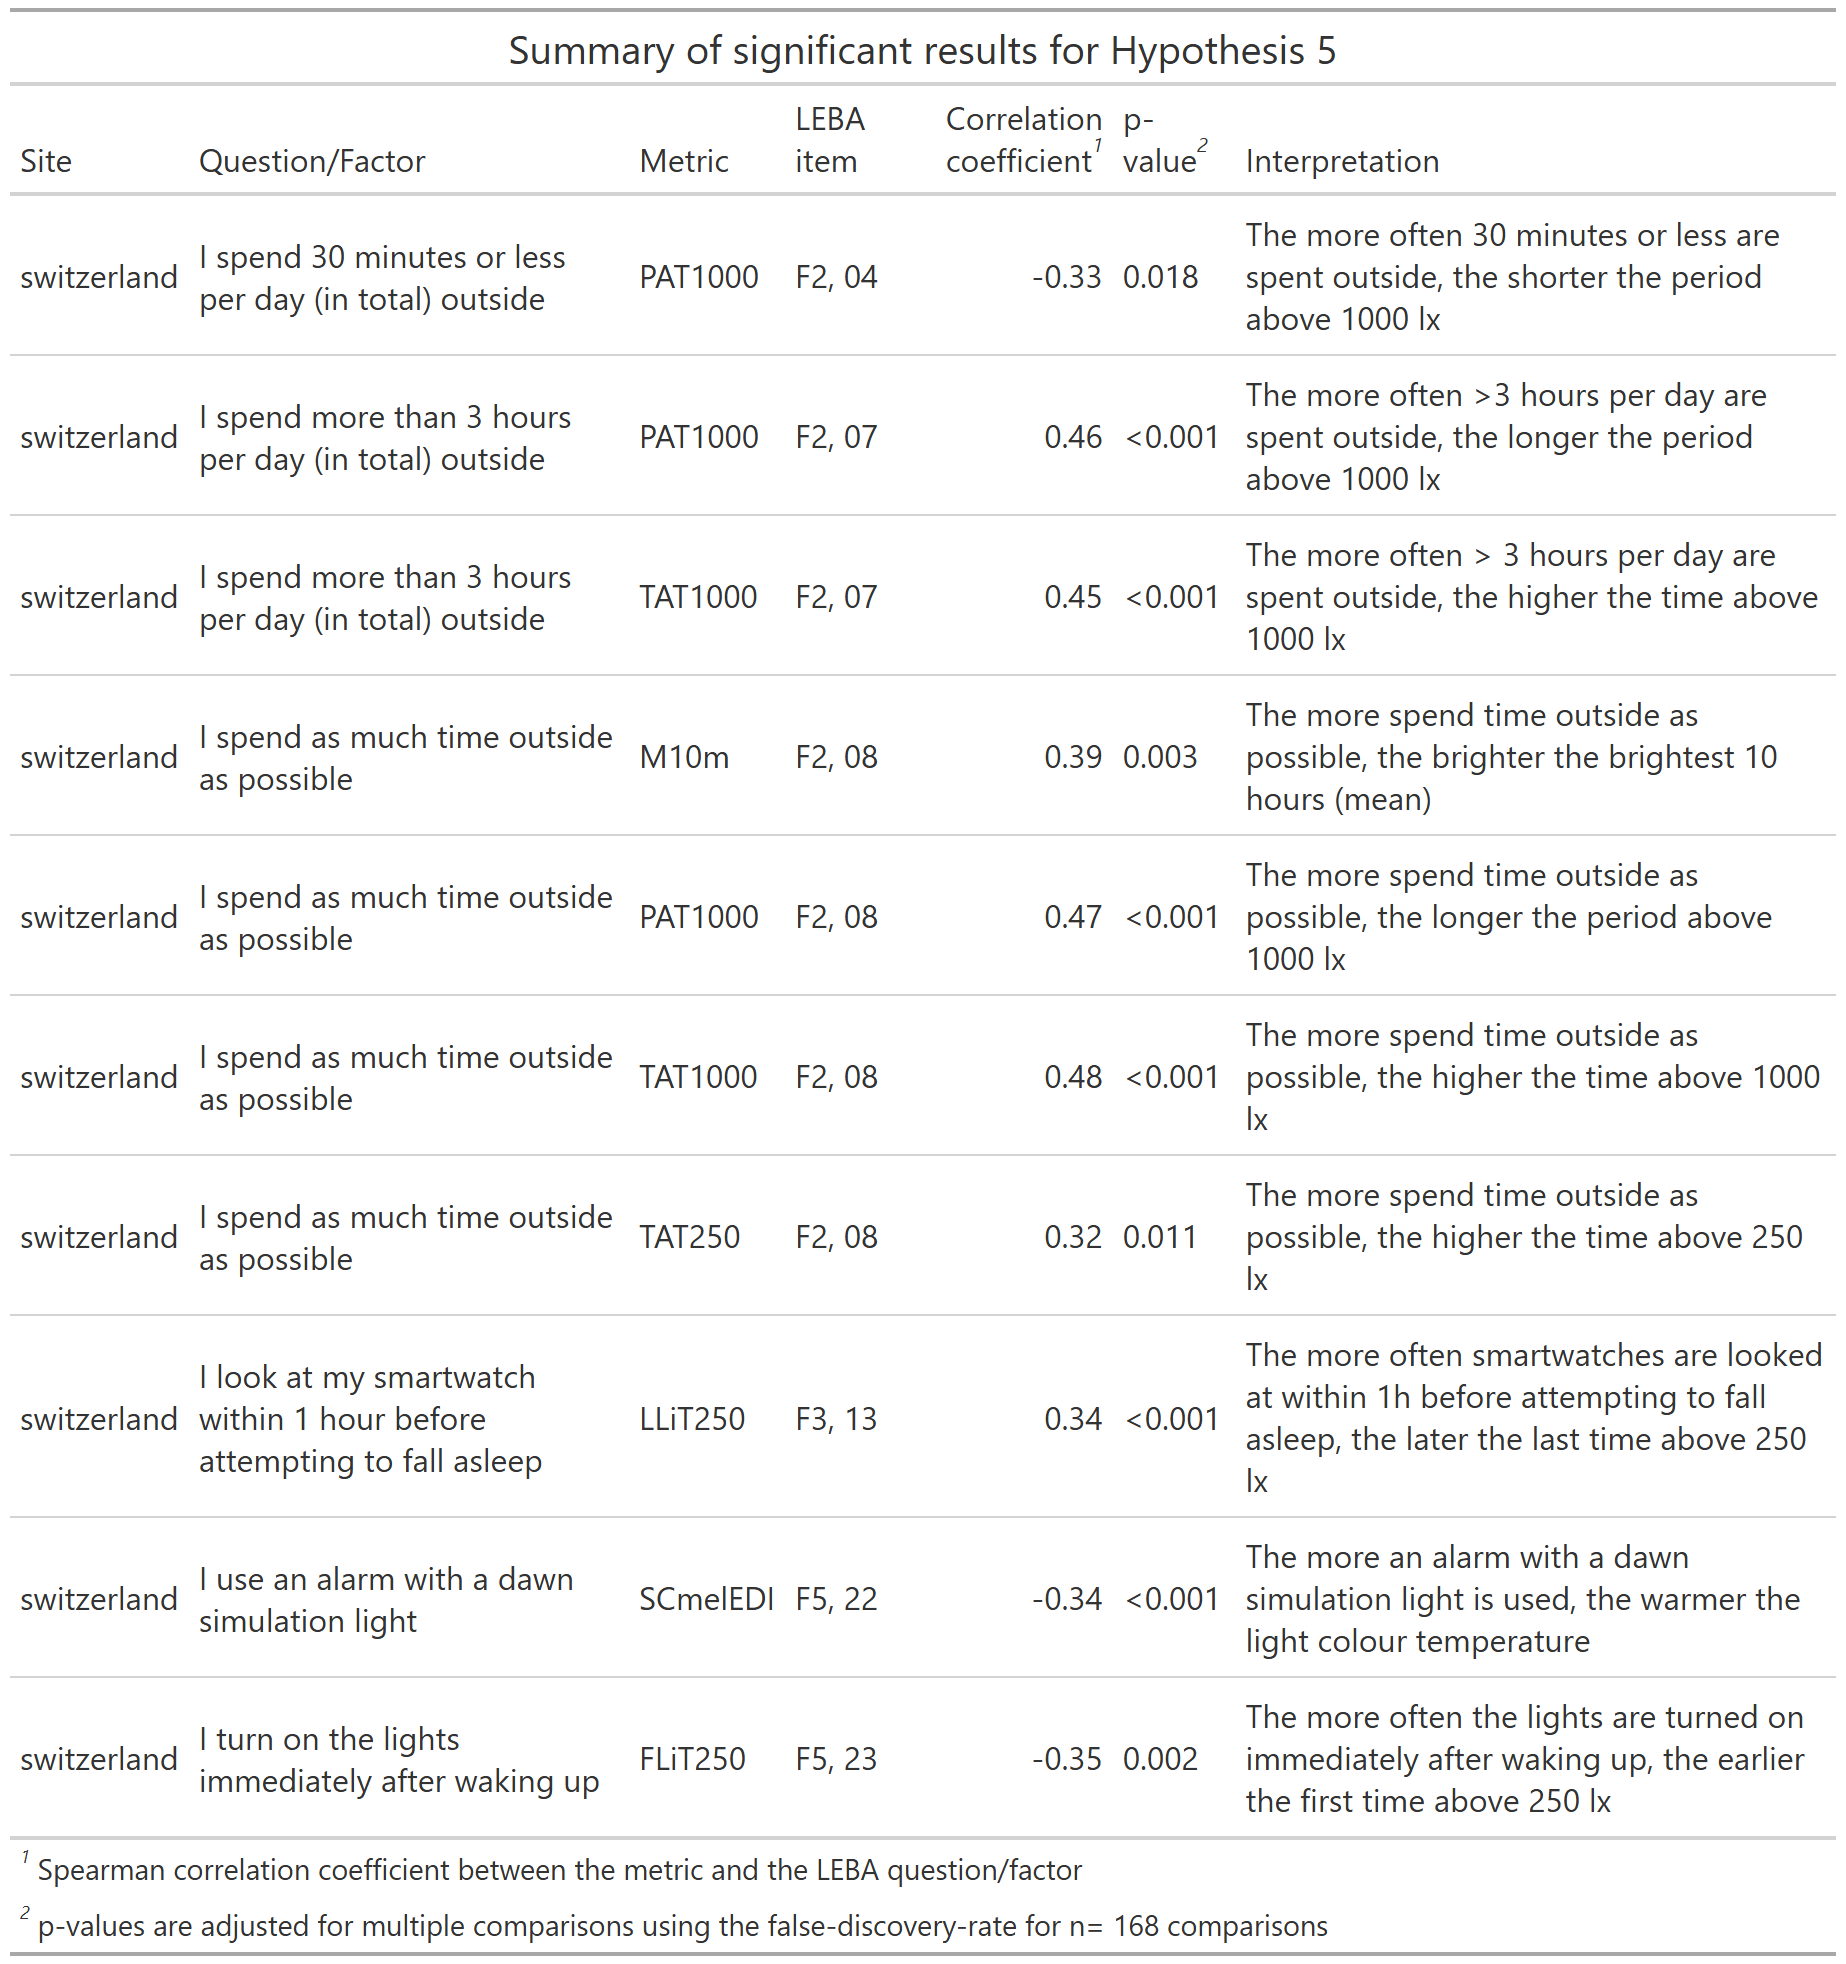 Summary of significant results for Hypothesis 5
Site Question/Factor Metric LEBA item Correlation coefficient1 p-value2 Interpretation
switzerland I spend 30 minutes or less per day (in total) outside PAT1000 F2, 04 -0.33 0.018 The more often 30 minutes or less are spent outside, the shorter the period above 1000 lx
switzerland I spend more than 3 hours per day (in total) outside PAT1000 F2, 07 0.46 <0.001 The more often >3 hours per day are spent outside, the longer the period above 1000 lx
switzerland I spend more than 3 hours per day (in total) outside TAT1000 F2, 07 0.45 <0.001 The more often > 3 hours per day are spent outside, the higher the time above 1000 lx
switzerland I spend as much time outside as possible M10m F2, 08 0.39 0.003 The more spend time outside as possible, the brighter the brightest 10 hours (mean)
switzerland I spend as much time outside as possible PAT1000 F2, 08 0.47 <0.001 The more spend time outside as possible, the longer the period above 1000 lx
switzerland I spend as much time outside as possible TAT1000 F2, 08 0.48 <0.001 The more spend time outside as possible, the higher the time above 1000 lx
switzerland I spend as much time outside as possible TAT250 F2, 08 0.32 0.011 The more spend time outside as possible, the higher the time above 250 lx
switzerland I look at my smartwatch within 1 hour before attempting to fall asleep LLiT250 F3, 13 0.34 <0.001 The more often smartwatches are looked at within 1h before attempting to fall asleep, the later the last time above 250 lx
switzerland I use an alarm with a dawn simulation light SCmelEDI F5, 22 -0.34 <0.001 The more an alarm with a dawn simulation light is used, the warmer the light colour temperature
switzerland I turn on the lights immediately after waking up FLiT250 F5, 23 -0.35 0.002 The more often the lights are turned on immediately after waking up, the earlier the first time above 250 lx
1 Spearman correlation coefficient between the metric and the LEBA question/factor
2 p-values are adjusted for multiple comparisons using the false-discovery-rate for n= 168 comparisons